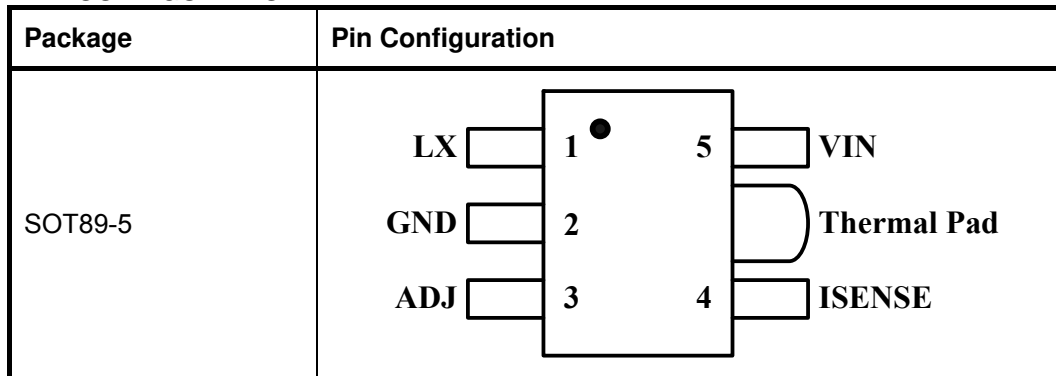 Package Pin Configuration
SOT89-5
LX 1 5 VIN
GND 2 Thermal Pad
ADJ 3 4 ISENSE